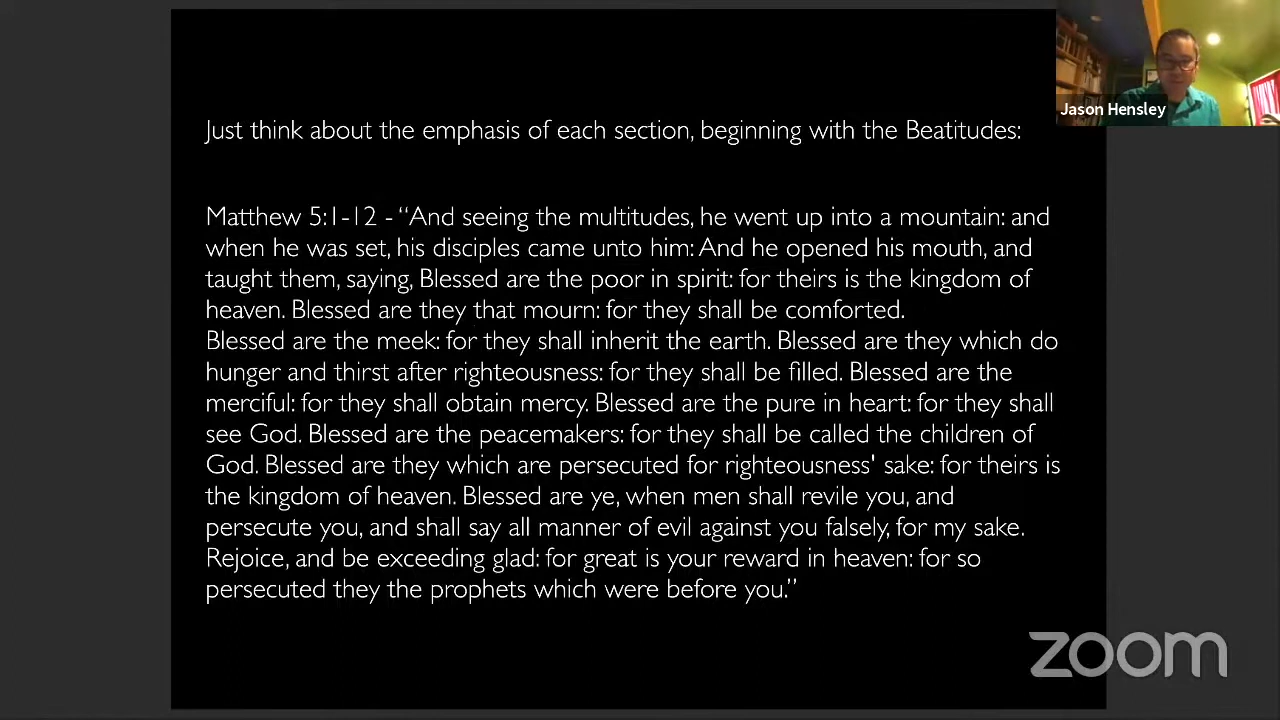 Just think about the emphasis of each section, beginning with the Beatitudes:
Matthew 5:1-12 - “And seeing the multitudes, he went up into a mountain: and
when he was set, his disciples came unto him: And he opened his mouth, and
taught them, saying, Blessed are the poor in spirit: for theirs is the kingdom of
heaven. Blessed are they that mourn: for they shall be comforted.
Blessed are the meek: for they shall inherit the earth. Blessed are they which do
hunger and thirst after righteousness: for they shall be filled. Blessed are the
merciful: for they shall obtain mercy. Blessed are the pure in heart: for they shall
see God. Blessed are the peacemakers: for they shall be called the children of
God. Blessed are they which are persecuted for righteousness' sake: for theirs is
the kingdom of heaven. Blessed are ye, when men shall revile you, and
persecute you, and shall say all manner of evil against you falsely, for my sake.
Rejoice, and be exceeding glad: for great is your reward in heaven: for so
persecuted they the prophets which were before you.”
Jason Hensley
zoom